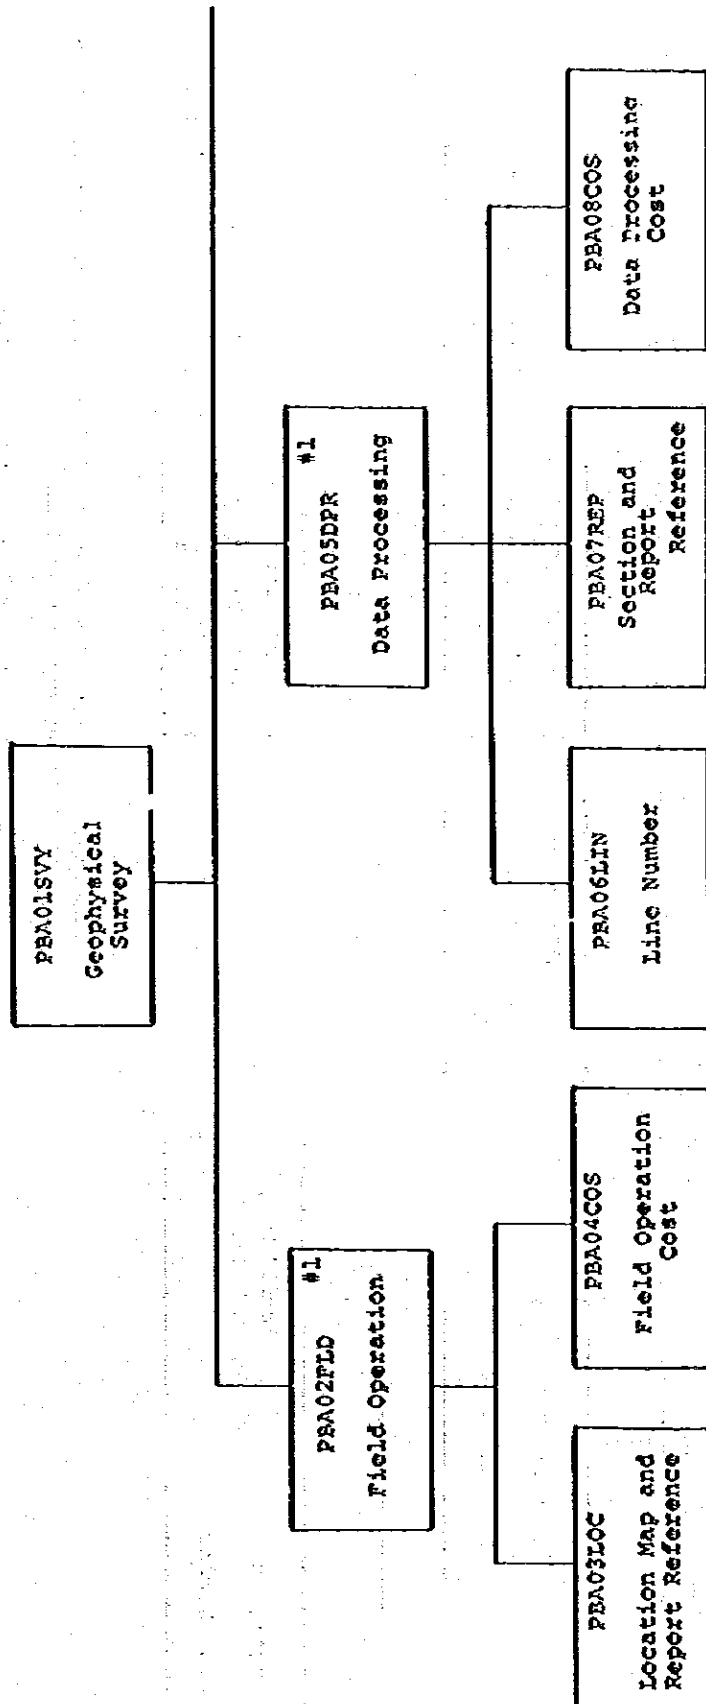 PBA01SVY
Geophysical
Survey
PBA02FLD
#1
Field Operation
PBA05DPR
#1
Data Processing
PBA03LOC
Location Map and
Report Reference
PBA04COS
Field Operation
Cost
PBA06LIN
Line Number
PBA07REP
Section and
Report
Reference
PBA08COS
Data Processing
Cost